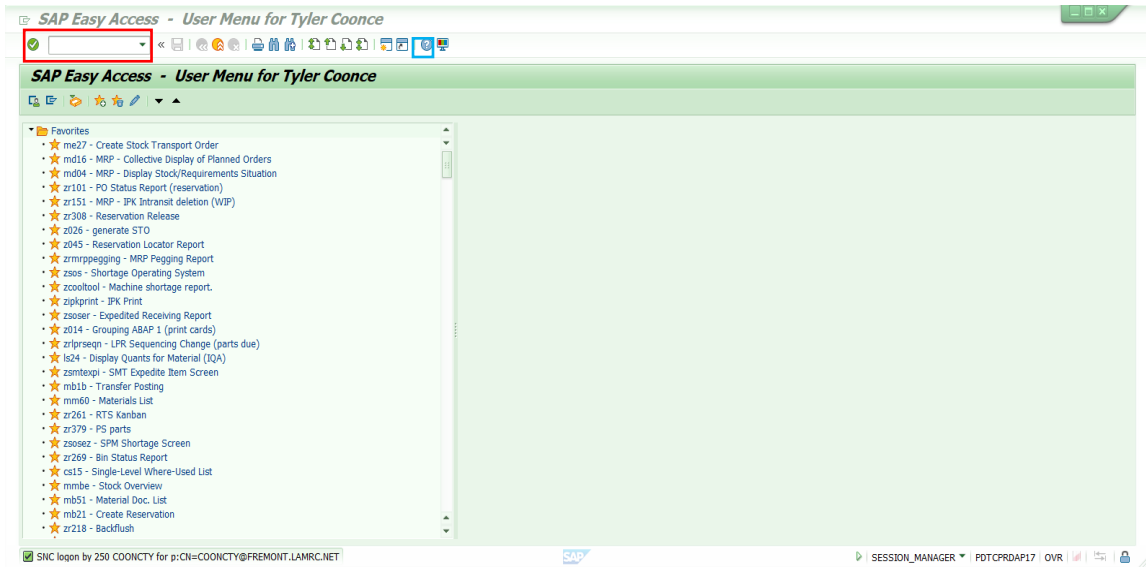 SAP Easy Access - User Menu for Tyler Coonce
SAP Easy Access - User Menu for Tyler Coonce
Favorites
me27 - Create Stock Transport Order
md16 - MRP - Collective Display of Planned Orders
md04 - MRP - Display Stock/Requirements Situation
zr101 - PO Status Report (reservation)
zr151 - MRP - IPK Intransit deletion (WIP)
zr308 - Reservation Release
z026 - generate STO
z045 - Reservation Locator Report
zrmrppegging - MRP Pegging Report
zsos - Shortage Operating System
zcooltool - Machine shortage report.
zipkprint - IPK Print
zsoser - Expedited Receiving Report
z014 - Grouping ABAP 1 (print cards)
zrlprseqn - LPR Sequencing Change (parts due)
ls24 - Display Quants for Material (IQA)
zsmtexpi - SMT Expedite Item Screen
mb1b - Transfer Posting
mm60 - Materials List
zr261 - RTS Kanban
zr379 - PS parts
zsosez - SPM Shortage Screen
zr269 - Bin Status Report
cs15 - Single-Level Where-Used List
mmbe - Stock Overview
mb51 - Material Doc. List
mb21 - Create Reservation
zr218 - Backflush
SNC logon by 250 COONCTY for p:CN=COONCTY@FREMONT.LAMRC.NET
SAP
SESSION_MANAGER
PDTCPRDAP17
OVR